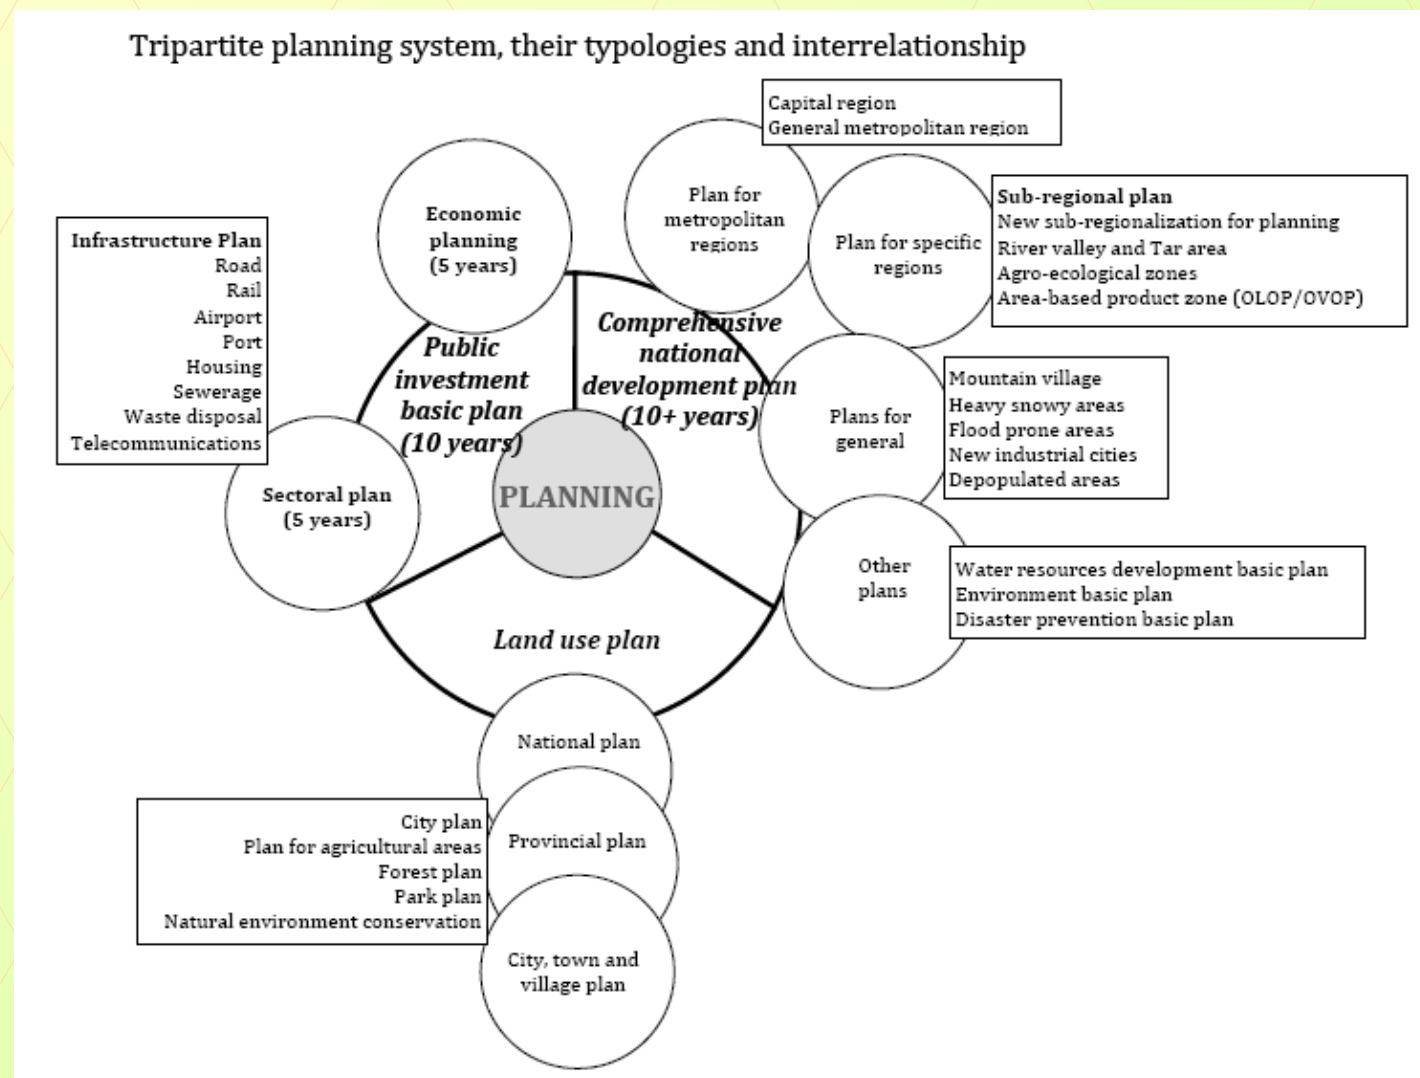 Tripartite planning system, their typologies and interrelationship
Capital region
General metropolitan region
Plan for
metropolitan
regions
Plan for specific
regions
Sub-regional plan
New sub-regionalization for planning
River valley and Tar area
Agro-ecological zones
Area-based product zone (OLOP/OVOP)
Economic
planning
(5 years)
Infrastructure Plan
Road
Rail
Airport
Port
Housing
Sewerage
Waste disposal
Telecommunications
Public
investment
basic plan
(10 years)
Comprehensive
national
development plan
(10+ years)
Plans for
general
Mountain village
Heavy snowy areas
Flood prone areas
New industrial cities
Depopulated areas
Sectoral plan
(5 years)
PLANNING
Other
plans
Water resources development basic plan
Environment basic plan
Disaster prevention basic plan
Land use plan
National plan
Provincial plan
City plan
Plan for agricultural areas
Forest plan
Park plan
Natural environment conservation
City, town and
village plan